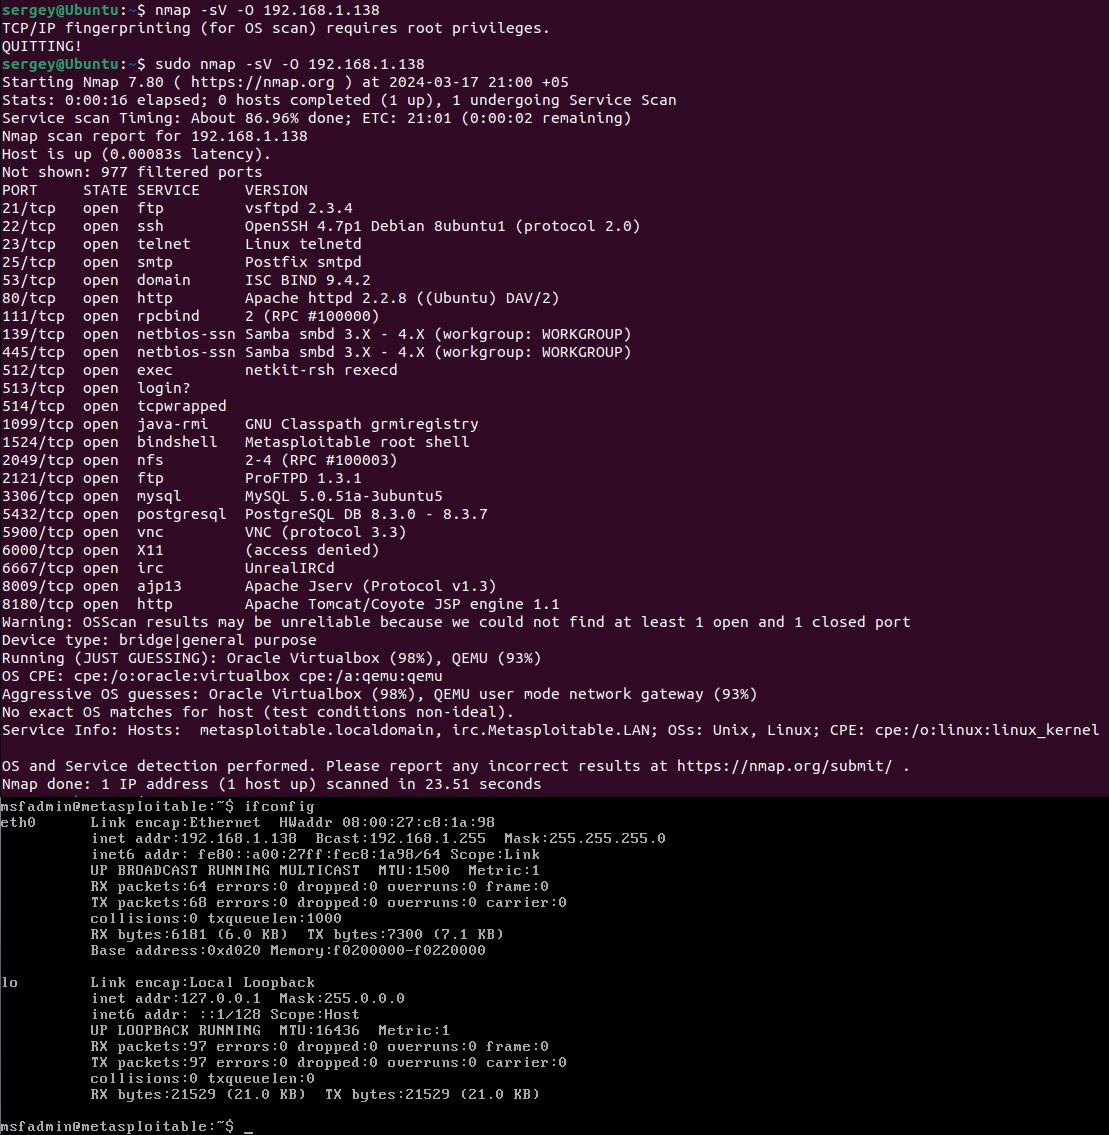 sergey@Ubuntu:~$ nmap -sV -O 192.168.1.138
TCP/IP fingerprinting (for OS scan) requires root privileges.
QUITTING!
sergey@Ubuntu:~$ sudo nmap -sV -O 192.168.1.138
Starting Nmap 7.80 ( https://nmap.org ) at 2024-03-17 21:00 +05
Stats: 0:00:16 elapsed; 0 hosts completed (1 up), 1 undergoing Service Scan
Service scan Timing: About 86.96% done; ETC: 21:01 (0:00:02 remaining)
Nmap scan report for 192.168.1.138
Host is up (0.00083s latency).
Not shown: 977 filtered ports
PORT     STATE SERVICE     VERSION
21/tcp   open  ftp         vsftpd 2.3.4
22/tcp   open  ssh         OpenSSH 4.7p1 Debian 8ubuntu1 (protocol 2.0)
23/tcp   open  telnet      Linux telnetd
25/tcp   open  smtp        Postfix smtpd
53/tcp   open  domain      ISC BIND 9.4.2
80/tcp   open  http        Apache httpd 2.2.8 ((Ubuntu) DAV/2)
111/tcp  open  rpcbind     2 (RPC #100000)
139/tcp  open  netbios-ssn Samba smbd 3.X - 4.X (workgroup: WORKGROUP)
445/tcp  open  netbios-ssn Samba smbd 3.X - 4.X (workgroup: WORKGROUP)
512/tcp  open  exec        netkit-rsh rexecd
513/tcp  open  login?
514/tcp  open  tcpwrapped
1099/tcp open  java-rmi    GNU Classpath grmiregistry
1524/tcp open  bindshell   Metasploitable root shell
2049/tcp open  nfs         2-4 (RPC #100003)
2121/tcp open  ftp         ProFTPD 1.3.1
3306/tcp open  mysql       MySQL 5.0.51a-3ubuntu5
5432/tcp open  postgresql  PostgreSQL DB 8.3.0 - 8.3.7
5900/tcp open  vnc         VNC (protocol 3.3)
6000/tcp open  X11         (access denied)
6667/tcp open  irc         UnrealIRCd
8009/tcp open  ajp13       Apache Jserv (Protocol v1.3)
8180/tcp open  http        Apache Tomcat/Coyote JSP engine 1.1
Warning: OSScan results may be unreliable because we could not find at least 1 open and 1 closed port
Device type: bridge|general purpose
Running (JUST GUESSING): Oracle Virtualbox (98%), QEMU (93%)
OS CPE: cpe:/o:oracle:virtualbox cpe:/a:qemu:qemu
Aggressive OS guesses: Oracle Virtualbox (98%), QEMU user mode network gateway (93%)
No exact OS matches for host (test conditions non-ideal).
Service Info: Hosts:  metasploitable.localdomain, irc.Metasploitable.LAN; OSs: Unix, Linux; CPE: cpe:/o:linux:linux_kernel
OS and Service detection performed. Please report any incorrect results at https://nmap.org/submit/ .
Nmap done: 1 IP address (1 host up) scanned in 23.51 seconds
msfadmin@metasploitable:~$ ifconfig
eth0      Link encap:Ethernet  HWaddr 08:00:27:c8:1a:98
          inet addr:192.168.1.138  Bcast:192.168.1.255  Mask:255.255.255.0
          inet6 addr: fe80::a00:27ff:fec8:1a98/64 Scope:Link
          UP BROADCAST RUNNING MULTICAST  MTU:1500  Metric:1
          RX packets:64 errors:0 dropped:0 overruns:0 frame:0
          TX packets:68 errors:0 dropped:0 overruns:0 carrier:0
          collisions:0 txqueuelen:1000
          RX bytes:6181 (6.0 KB)  TX bytes:7300 (7.1 KB)
          Base address:0xd020 Memory:f0200000-f0220000
lo        Link encap:Local Loopback
          inet addr:127.0.0.1  Mask:255.0.0.0
          inet6 addr: ::1/128 Scope:Host
          UP LOOPBACK RUNNING  MTU:16436  Metric:1
          RX packets:97 errors:0 dropped:0 overruns:0 frame:0
          TX packets:97 errors:0 dropped:0 overruns:0 carrier:0
          collisions:0 txqueuelen:0
          RX bytes:21529 (21.0 KB)  TX bytes:21529 (21.0 KB)
msfadmin@metasploitable:~$ _